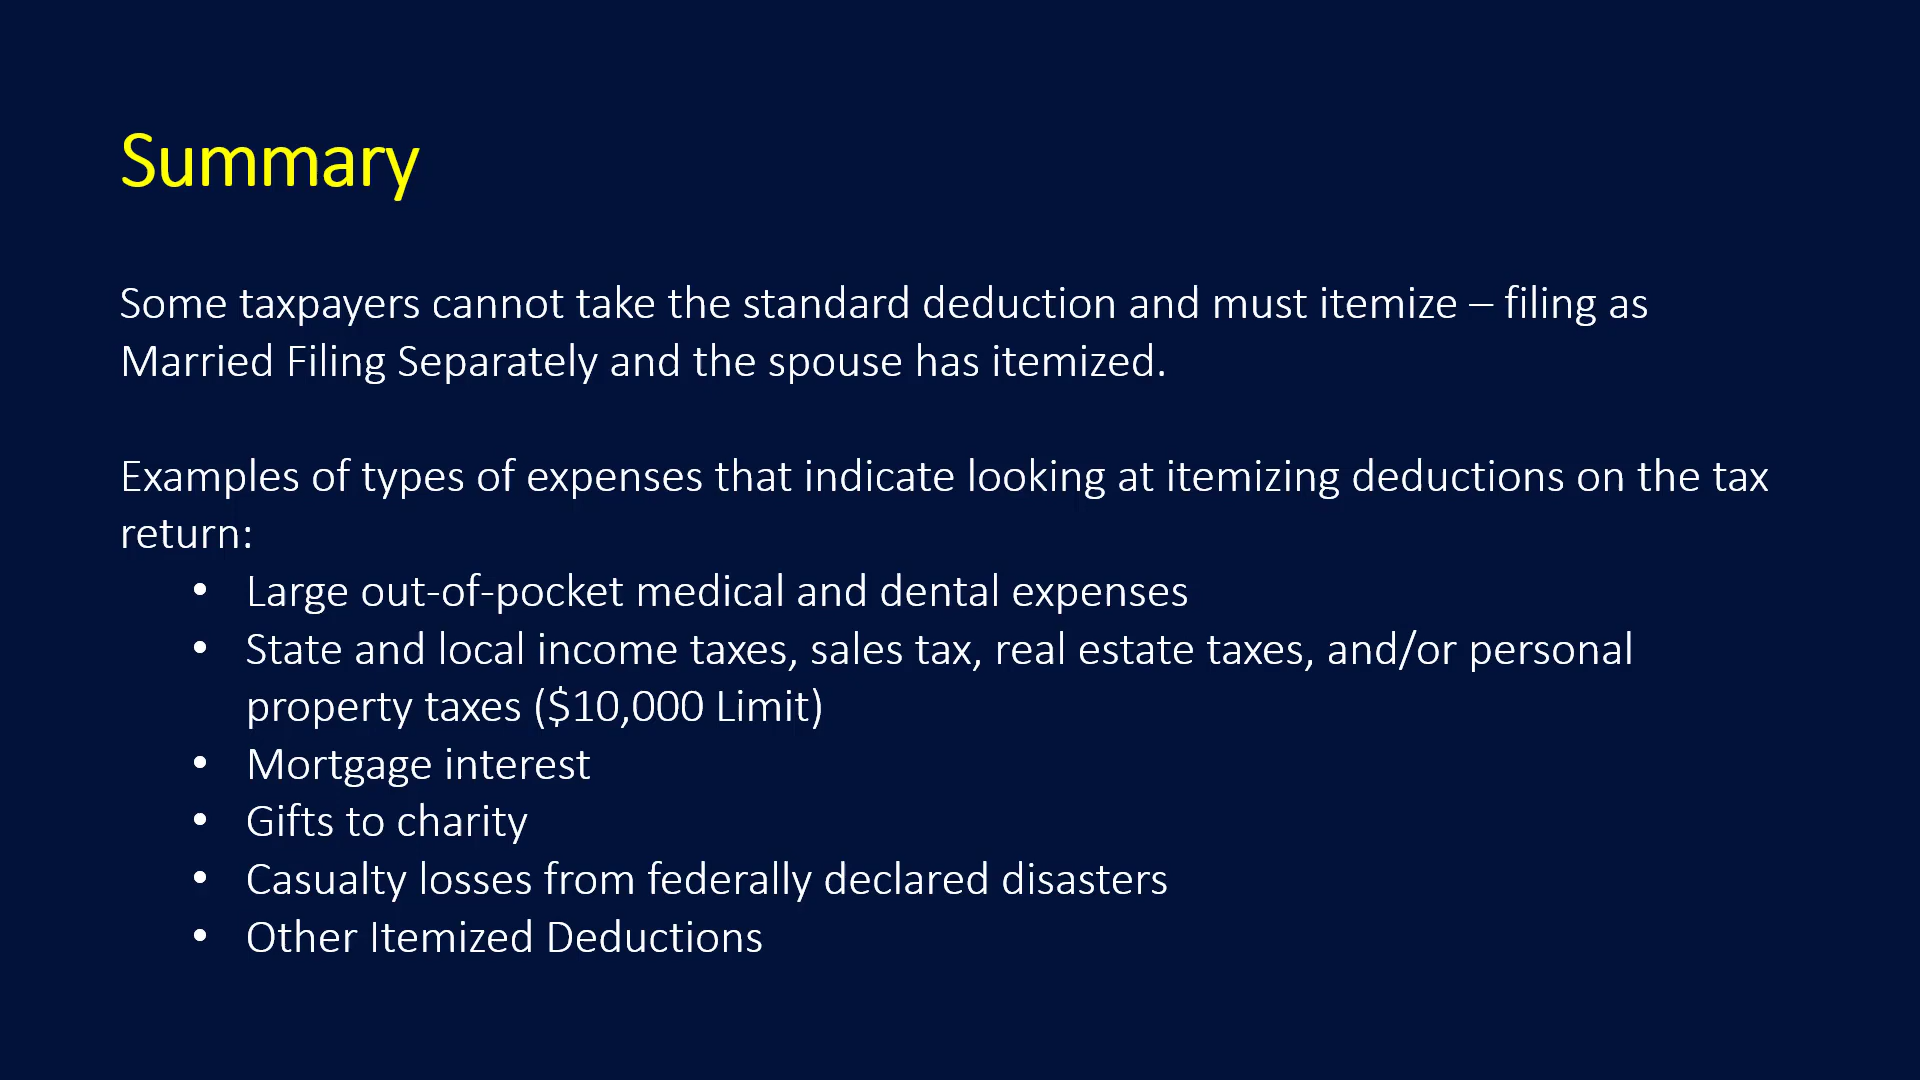 Summary
Some taxpayers cannot take the standard deduction and must itemize – filing as
Married Filing Separately and the spouse has itemized.
Examples of types of expenses that indicate looking at itemizing deductions on the tax
return:
• Large out-of-pocket medical and dental expenses
• State and local income taxes, sales tax, real estate taxes, and/or personal
property taxes ($10,000 Limit)
• Mortgage interest
• Gifts to charity
• Casualty losses from federally declared disasters
• Other Itemized Deductions